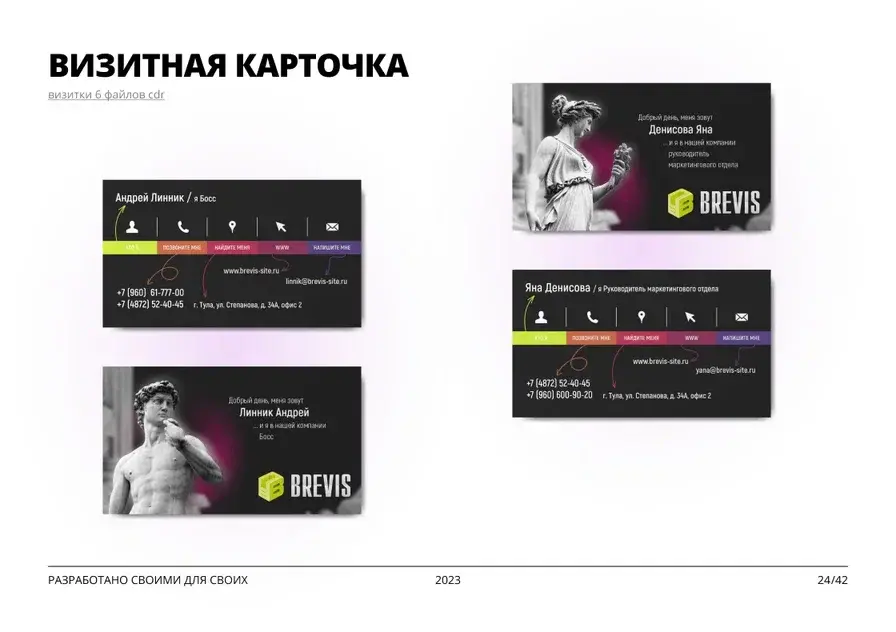 ВИЗИТНАЯ КАРТОЧКА
визитки 6 файлов cdr
Андрей Линник / я Босс
ПОЗВОНИТЕ МНЕ
НАЙДИТЕ МЕНЯ
WWW
НАПИШИТЕ МНЕ
www.brevis-site.ru
linnik@brevis-site.ru
+7 (960) 61-777-00
+7 (4872) 52-40-45
г. Тула, ул. Степанова, д. 34А, офис 2
Добрый день, меня зовут
Линник Андрей
... и я в нашей компании
Босс
BREVIS
Добрый день, меня зовут
Денисова Яна
... и я в нашей компании
руководитель
маркетингового отдела
BREVIS
Яна Денисова / я Руководитель маркетингового отдела
ПОЗВОНИТЕ МНЕ
НАЙДИТЕ МЕНЯ
WWW
НАПИШИТЕ МНЕ
www.brevis-site.ru
yana@brevis-site.ru
+7 (4872) 52-40-45
+7 (960) 600-90-20
г. Тула, ул. Степанова, д. 34А, офис 2
РАЗРАБОТАНО СВОИМИ ДЛЯ СВОИХ
2023
24/42